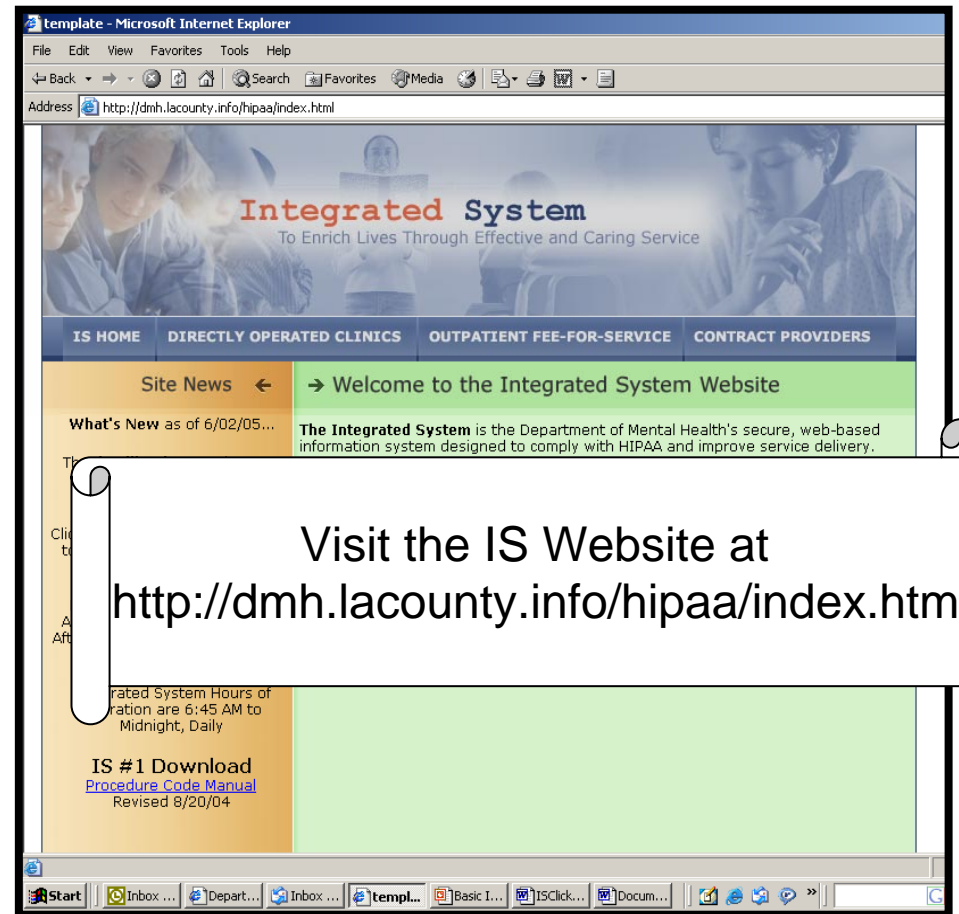 template - Microsoft Internet Explorer
File Edit View Favorites Tools Help
Back Search Favorites Media
Address http://dmh.lacounty.info/hipaa/index.html
Integrated System
To Enrich Lives Through Effective and Caring Service
IS HOME DIRECTLY OPERATED CLINICS OUTPATIENT FEE-FOR-SERVICE CONTRACT PROVIDERS
Site News
What's New as of 6/02/05...
Welcome to the Integrated System Website
The Integrated System is the Department of Mental
Health's secure, web-based
information system designed to comply with HIPAA and improve service delivery.
Visit the IS Website at
http://dmh.lacounty.info/hipaa/index.htm
rated System Hours of
ration are 6:45 AM to
Midnight, Daily
IS #1 Download
Procedure Code Manual
Revised 8/20/04
Start Inbox ... Depart... Inbox ... templ... Basic I... ISClick... Docum... »